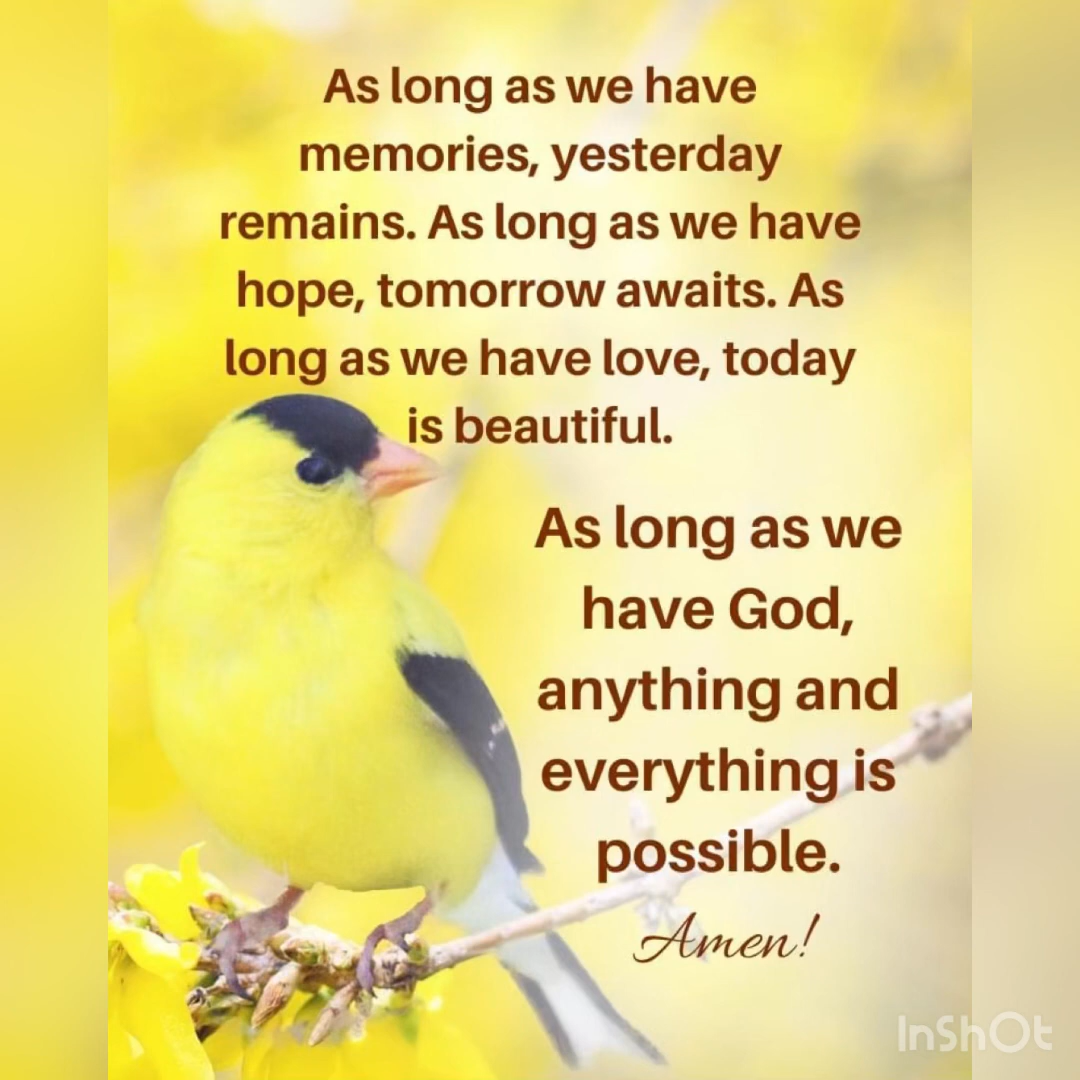 As long as we have
memories, yesterday
remains. As long as we have
hope, tomorrow awaits. As
long as we have love, today
is beautiful.
As long as we
have God,
anything and
everything is
possible.
Amen!
InShOt